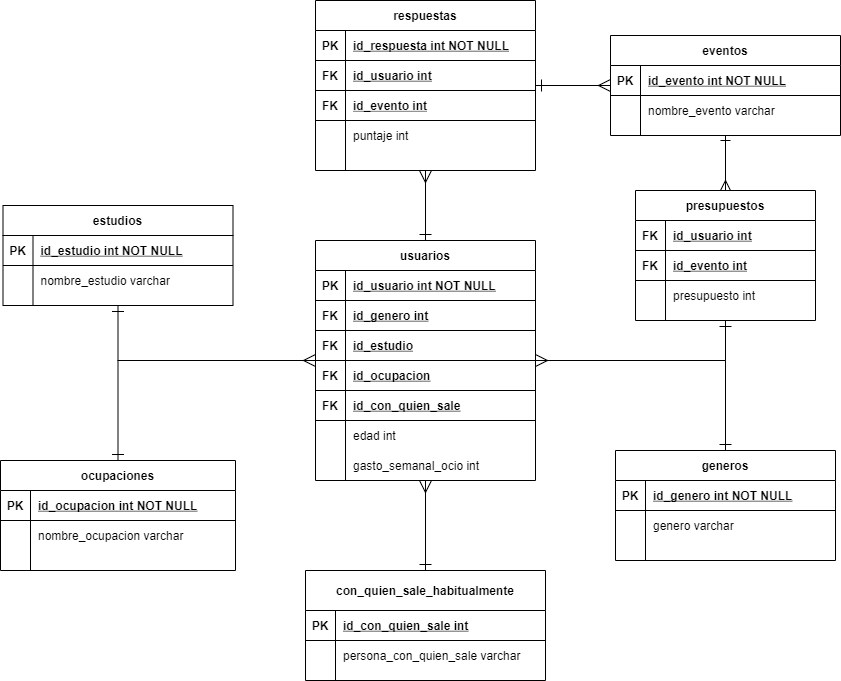 respuestas
PK id_respuesta int NOT NULL
FK id_usuario int
FK id_evento int
puntaje int
eventos
PK id_evento int NOT NULL
nombre_evento varchar
estudios
PK id_estudio int NOT NULL
nombre_estudio varchar
usuarios
PK id_usuario int NOT NULL
FK id_genero int
FK id_estudio
FK id_ocupacion
FK id_con_quien_sale
edad int
gasto_semanal_ocio int
presupuestos
FK id_usuario int
FK id_evento int
presupuesto int
ocupaciones
PK id_ocupacion int NOT NULL
nombre_ocupacion varchar
generos
PK id_genero int NOT NULL
genero varchar
con_quien_sale_habitualmente
PK id_con_quien_sale int
persona_con_quien_sale varchar